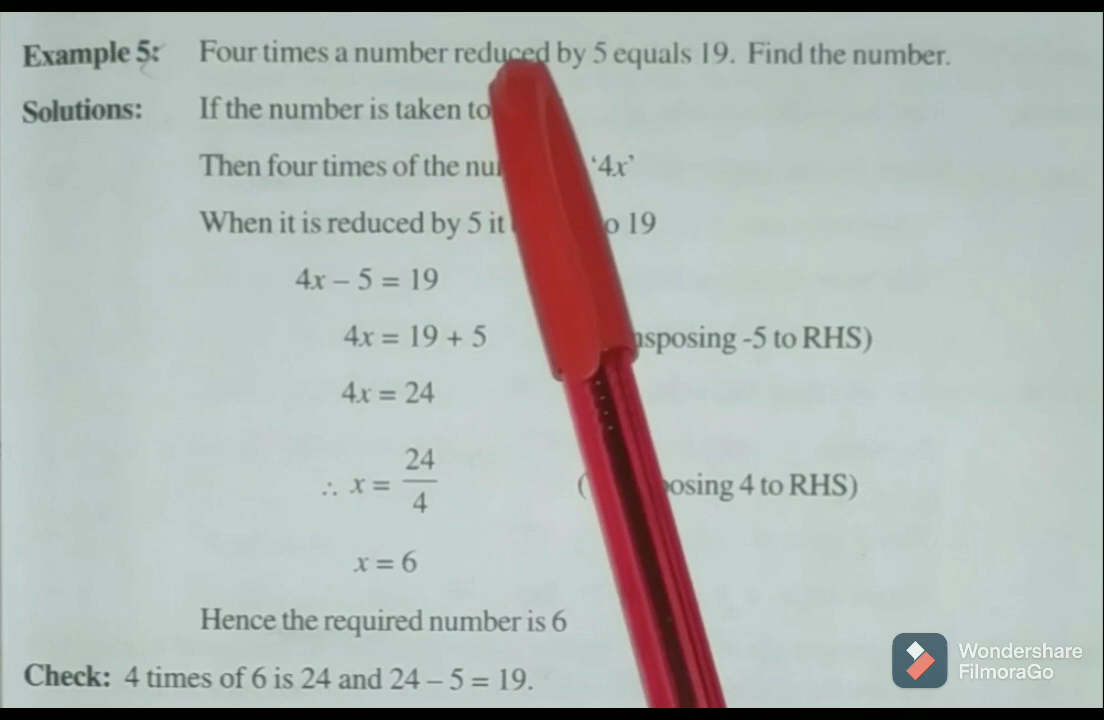 Example 5: Four times a number reduced by 5 equals 19. Find the number.
Solutions: If the number is taken to
Then four times of the ‘4x’
When it is reduced by 5 it 19
4x – 5 = 19
4x = 19 + 5 -5 to RHS)
4x = 24
∴ x = 24/4 ( 4 to RHS)
x = 6
Hence the required number is 6
Check: 4 times of 6 is 24 and 24 – 5 = 19.
Wondershare
FilmoraGo